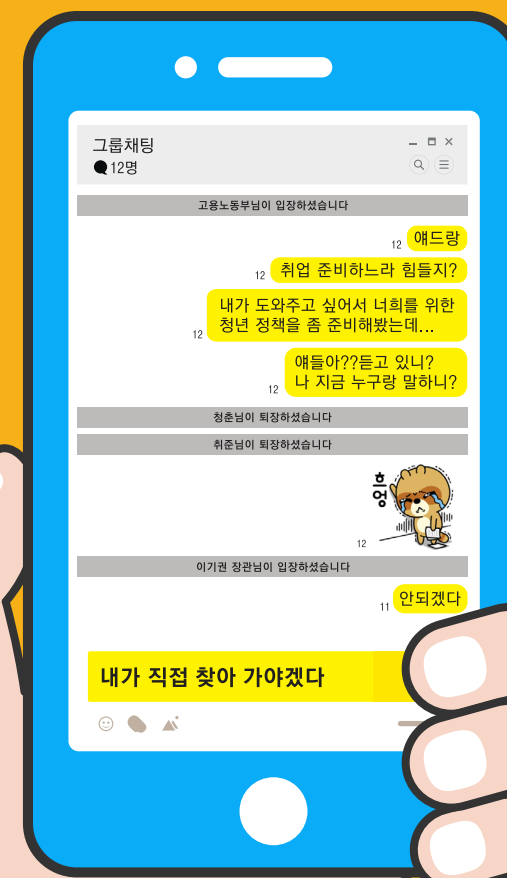 그룹채팅
12명
고용노동부님이 입장하셨습니다
12 얘드랑
12 취업 준비하느라 힘들지?
내가 도와주고 싶어서 너희를 위한
12 청년 정책을 좀 준비해봤는데...
얘들아??듣고 있니?
12 나 지금 누구랑 말하니?
청춘님이 퇴장하셨습니다
취준님이 퇴장하셨습니다
흐엉
12
이기권 장관님이 입장하셨습니다
11 안되겠다
내가 직접 찾아 가야겠다